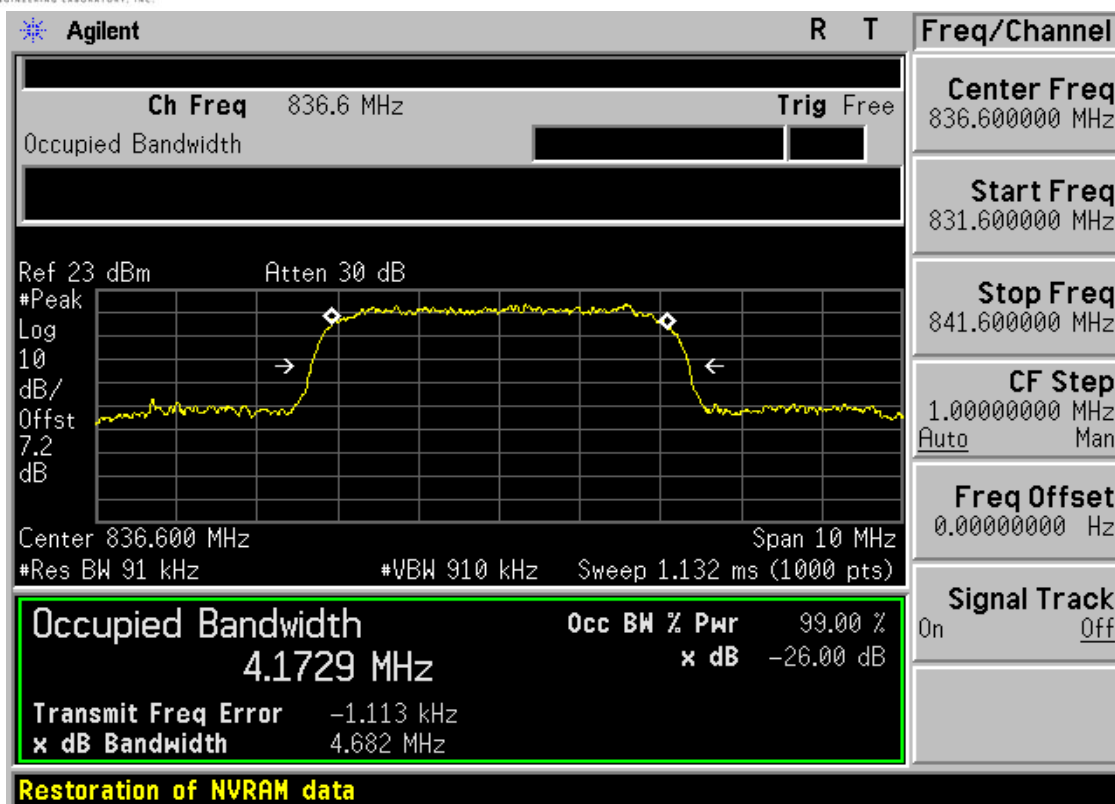 ENGINEERING LABORATORY, INC.
Agilent R T
Freq/Channel
Ch Freq 836.6 MHz Trig Free
Occupied Bandwidth
Center Freq
836.600000 MHz
Start Freq
831.600000 MHz
Stop Freq
841.600000 MHz
CF Step
1.00000000 MHz
Auto Man
Freq Offset
0.00000000 Hz
Signal Track
On Off
Ref 23 dBm Atten 30 dB
#Peak
Log
10
dB/
Offst
7.2
dB
Center 836.600 MHz Span 10 MHz
#Res BW 91 kHz #VBW 910 kHz Sweep 1.132 ms (1000 pts)
Occupied Bandwidth
4.1729 MHz
Occ BW % Pwr 99.00 %
x dB -26.00 dB
Transmit Freq Error -1.113 kHz
x dB Bandwidth 4.682 MHz
Restoration of NVRAM data